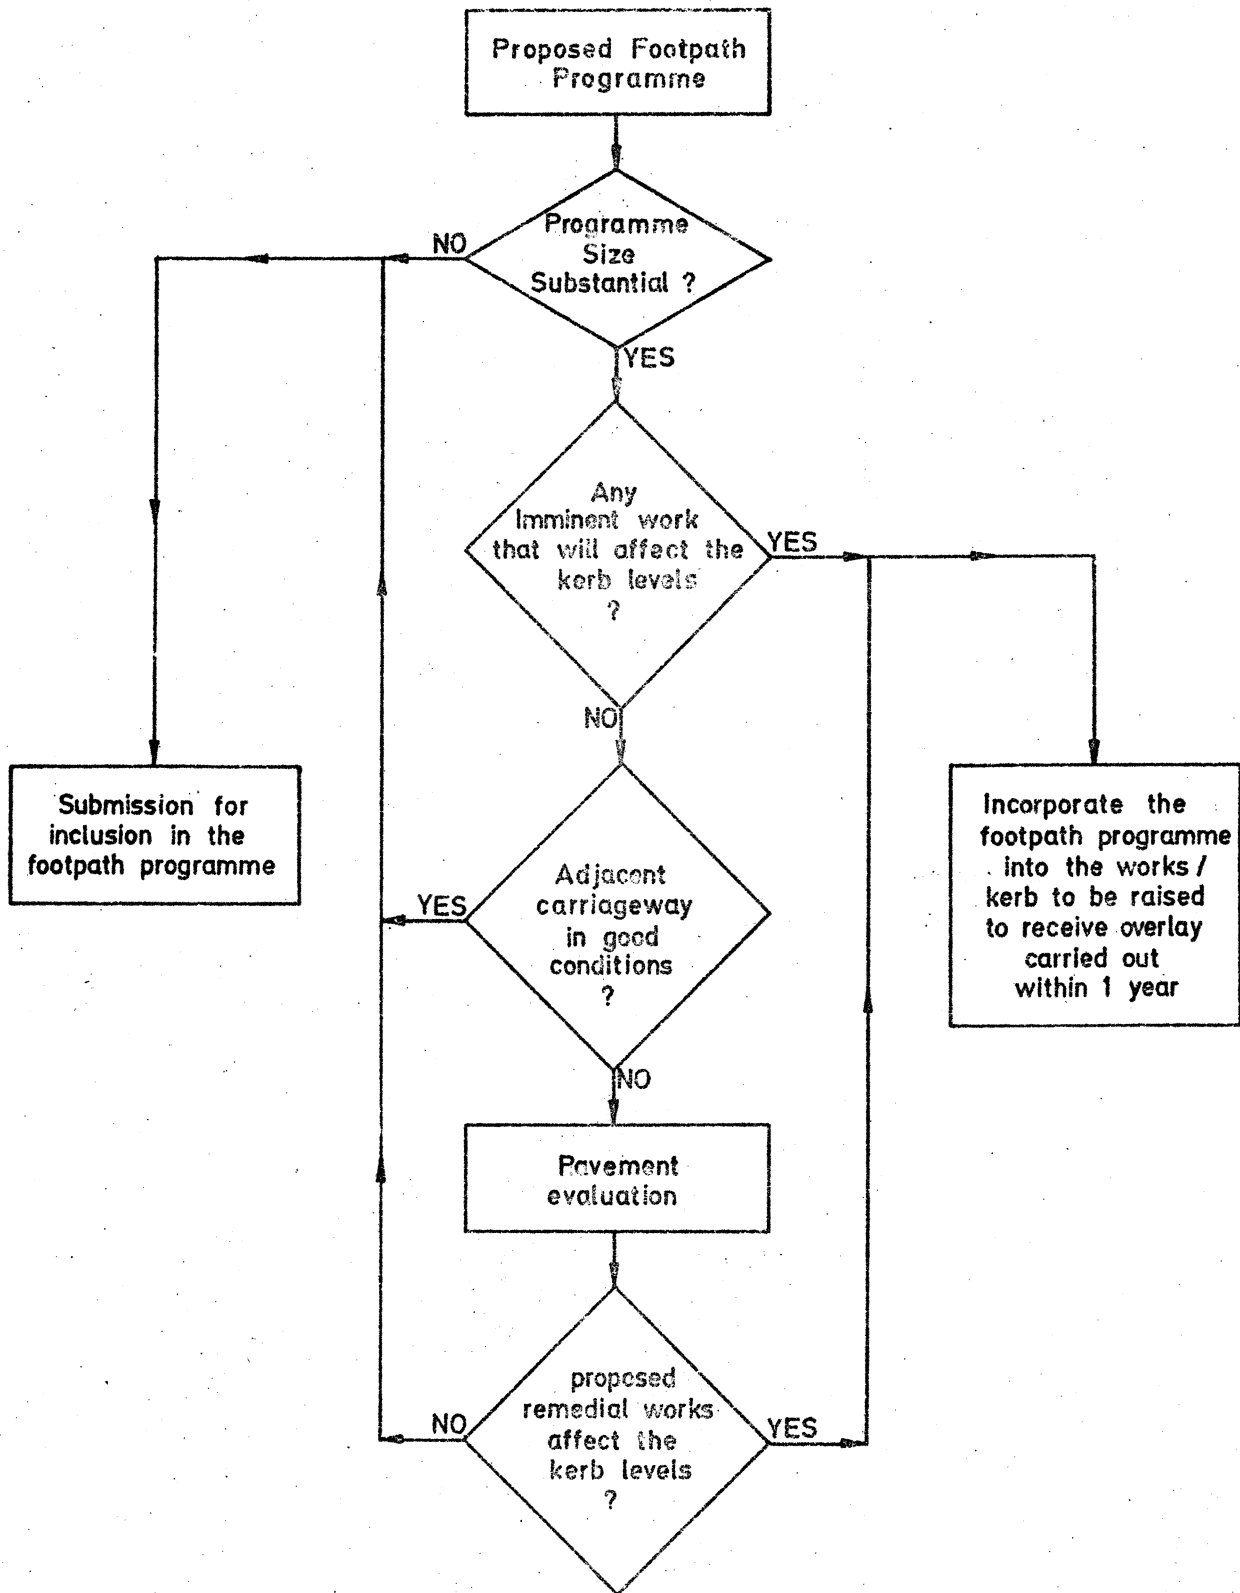 Proposed Footpath
Programme
Programme
Size
Substantial ?
NO
YES
Any
Imminent work
that will affect the
kerb levels
?
YES
NO
Submission for
inclusion in the
footpath programme
Incorporate the
footpath programme
into the works /
kerb to be raised
to receive overlay
carried out
within 1 year
Adjacent
carriageway
in good
conditions
?
YES
NO
Pavement
evaluation
proposed
remedial works
affect the
kerb levels
?
NO
YES